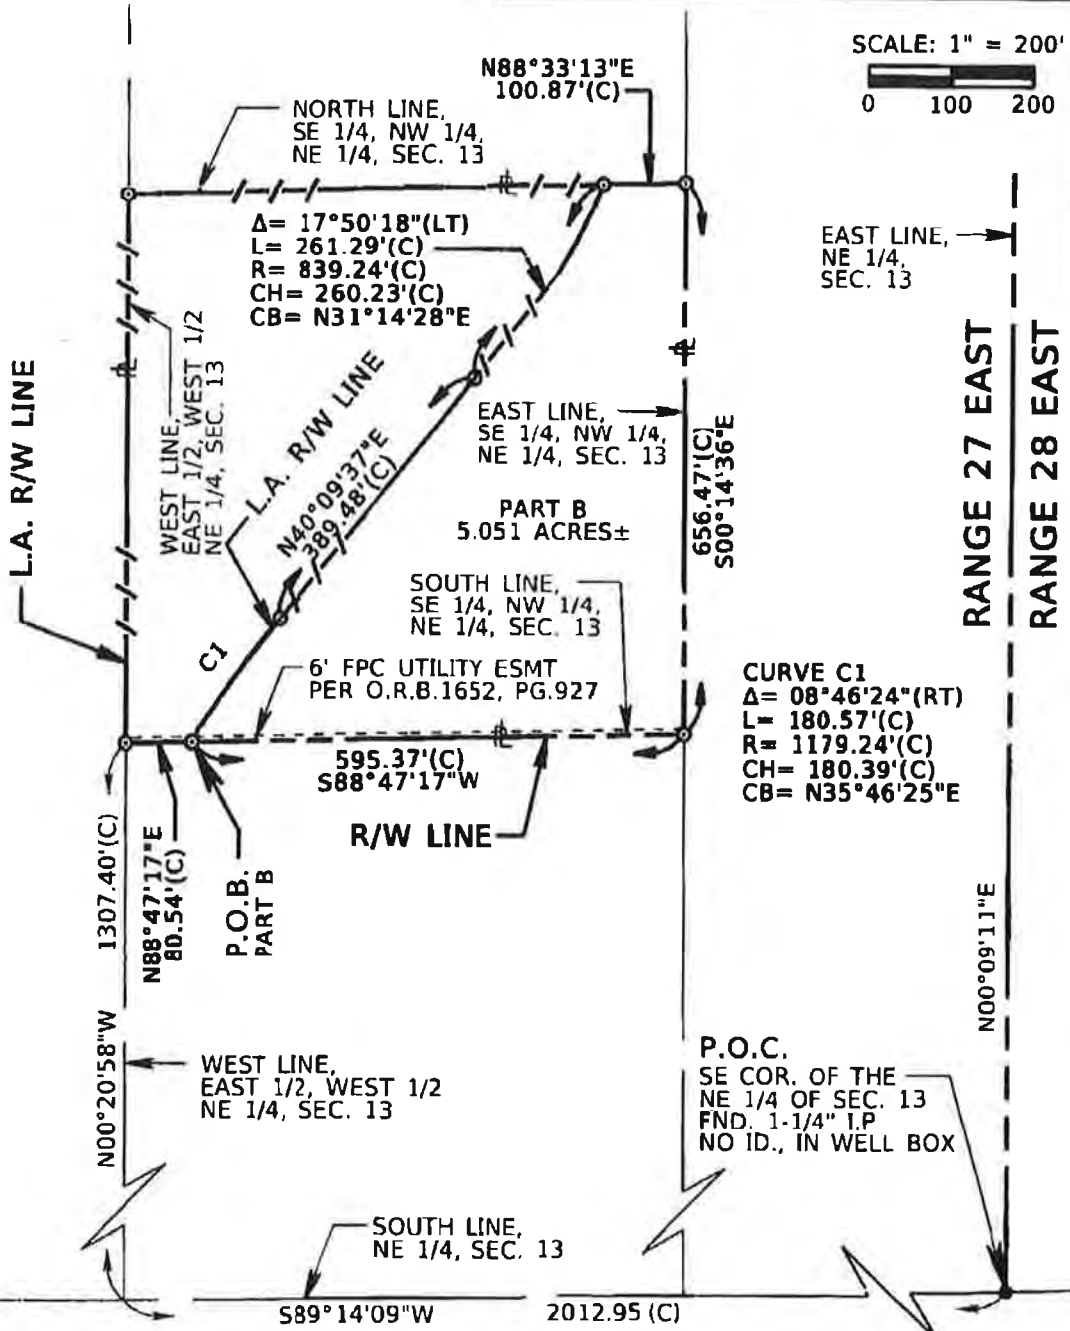 SCALE: 1" = 200'
0 100 200
N88°33'13"E
100.87'(C)
NORTH LINE,
SE 1/4, NW 1/4,
NE 1/4, SEC. 13
Δ= 17°50'18"(LT)
L= 261.29'(C)
R= 839.24'(C)
CH= 260.23'(C)
CB= N31°14'28"E
EAST LINE,
NE 1/4,
SEC. 13
L.A. R/W LINE
WEST LINE,
EAST 1/2, WEST 1/2
NE 1/4, SEC. 13
L.A. R/W LINE
N40°09'37"E
389.48'(C)
EAST LINE,
SE 1/4, NW 1/4,
NE 1/4, SEC. 13
656.47'(C)
S00°14'36"E
RANGE 27 EAST
RANGE 28 EAST
PART B
5.051 ACRES±
SOUTH LINE,
SE 1/4, NW 1/4,
NE 1/4, SEC. 13
C1
6' FPC UTILITY ESMT
PER O.R.B.1652, PG.927
CURVE C1
Δ= 08°46'24"(RT)
L= 180.57'(C)
R= 1179.24'(C)
CH= 180.39'(C)
CB= N35°46'25"E
595.37'(C)
S88°47'17"W
R/W LINE
1307.40'(C)
N88°47'17"E
80.54'(C)
P.O.B.
PART B
N00°20'58"W
WEST LINE,
EAST 1/2, WEST 1/2
NE 1/4, SEC. 13
N00°09'11"E
P.O.C.
SE COR. OF THE
NE 1/4 OF SEC. 13
FND. 1-1/4" I.P
NO ID., IN WELL BOX
SOUTH LINE,
NE 1/4, SEC. 13
S89°14'09"W 2012.95 (C)